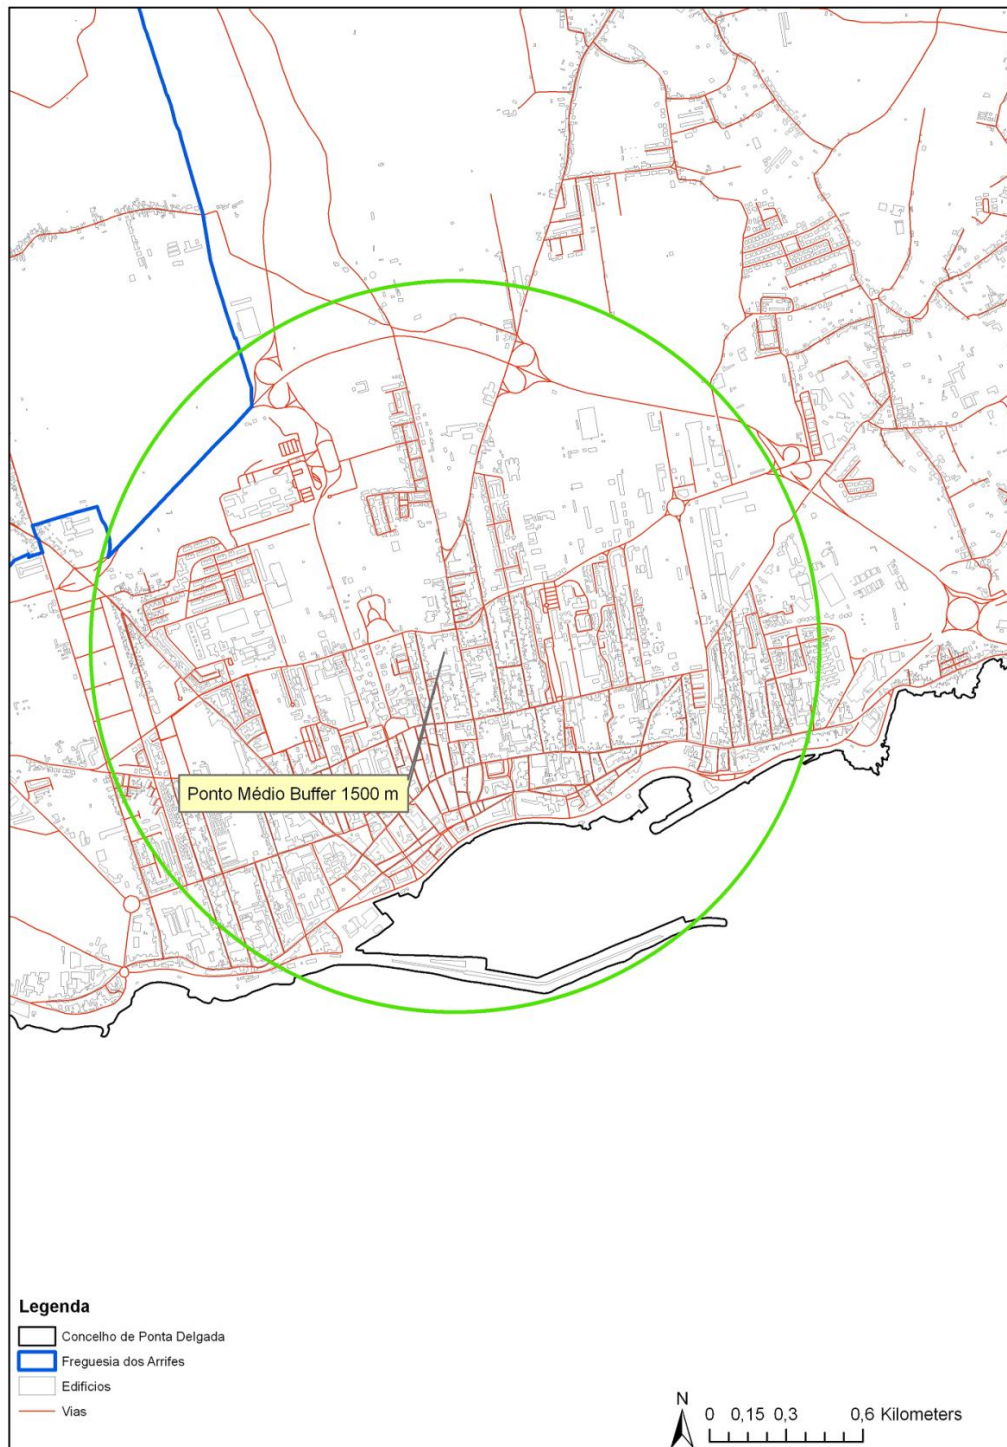 Ponto Médio Buffer 1500 m
Legenda
Concelho de Ponta Delgada
Freguesia dos Arrifes
Edifícios
Vias
N
0 0,15 0,3 0,6 Kilometers